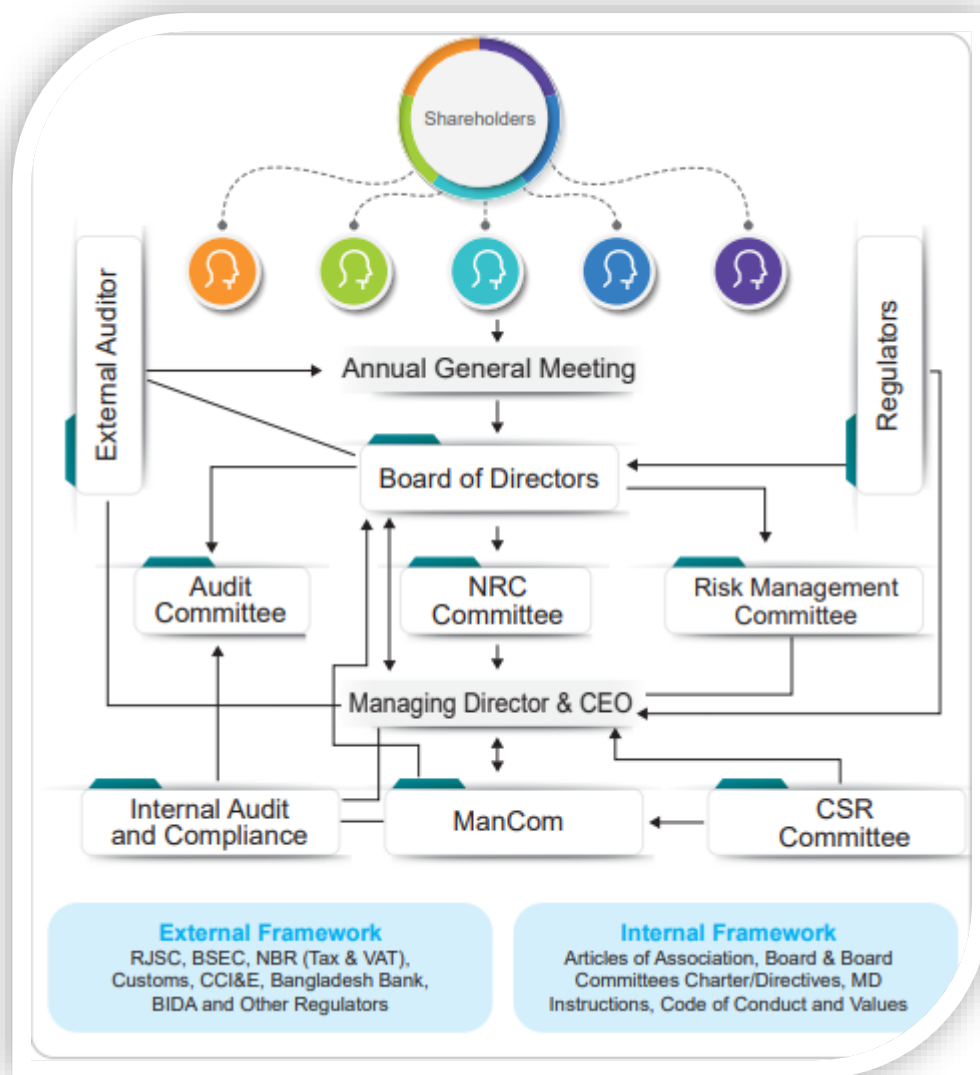 Shareholders
External Auditor
Regulators
Annual General Meeting
Board of Directors
Audit
Committee
NRC
Committee
Risk Management
Committee
Managing Director & CEO
Internal Audit
and Compliance
ManCom
CSR
Committee
External Framework
RJSC, BSEC, NBR (Tax & VAT),
Customs, CCI&E, Bangladesh Bank,
BIDA and Other Regulators
Internal Framework
Articles of Association, Board & Board
Committees Charter/Directives, MD
Instructions, Code of Conduct and Values